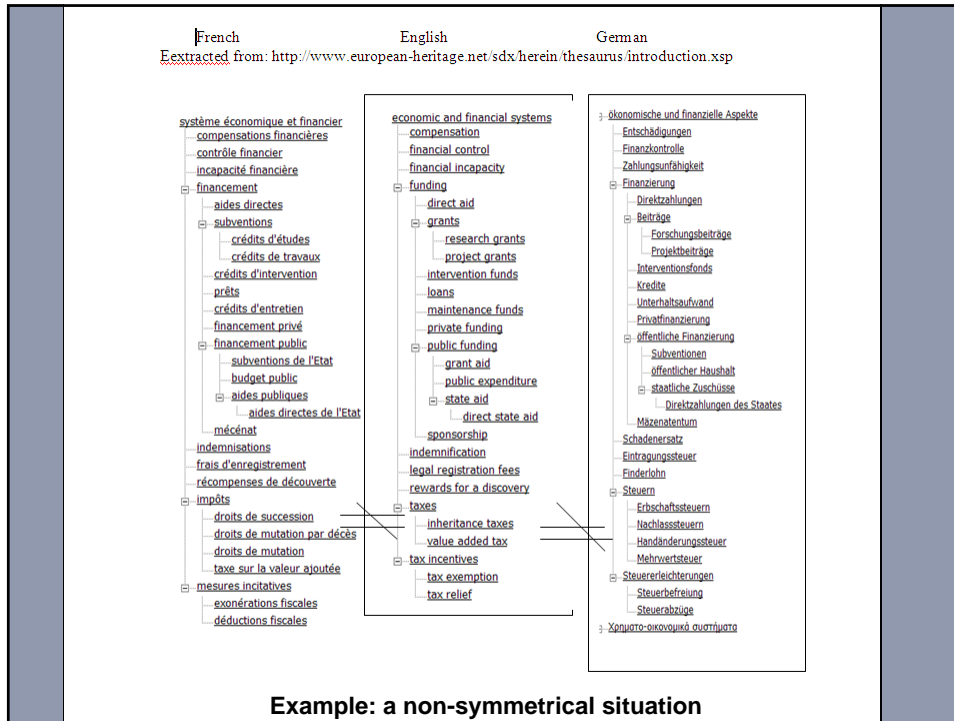 French English German
Eextracted from: http://www.european-heritage.net/sdx/herein/thesaurus/introduction.xsp
système économique et financier
compensations financières
contrôle financier
incapacité financière
financement
aides directes
subventions
crédits d'études
crédits de travaux
crédits d'intervention
prêts
crédits d'entretien
financement privé
financement public
subventions de l'Etat
budget public
aides publiques
aides directes de l'Etat
mécénat
indemnisations
frais d'enregistrement
récompenses de découverte
impôts
droits de succession
droits de mutation par décès
droits de mutation
taxe sur la valeur ajoutée
mesures incitatives
exonérations fiscales
déductions fiscales
economic and financial systems
compensation
financial control
financial incapacity
funding
direct aid
grants
research grants
project grants
intervention funds
loans
maintenance funds
private funding
public funding
grant aid
public expenditure
state aid
direct state aid
sponsorship
indemnification
legal registration fees
rewards for a discovery
taxes
inheritance taxes
value added tax
tax incentives
tax exemption
tax relief
ökonomische und finanzielle Aspekte
Entschädigungen
Finanzkontrolle
Zahlungsunfähigkeit
Finanzierung
Direktzahlungen
Beiträge
Forschungsbeiträge
Projektbeiträge
Interventionsfonds
Kredite
Unterhaltsaufwand
Privatfinanzierung
öffentliche Finanzierung
Subventionen
öffentlicher Haushalt
staatliche Zuschüsse
Direktzahlungen des Staates
Mäzenatentum
Schadenersatz
Eintragungssteuer
Finderlohn
Steuern
Erbschaftssteuern
Nachlasssteuern
Handänderungssteuer
Mehrwertsteuer
Steuererleichterungen
Steuerbefreiung
Steuerabzüge
Χρηματο-οικονομικά συστήματα
Example: a non-symmetrical situation